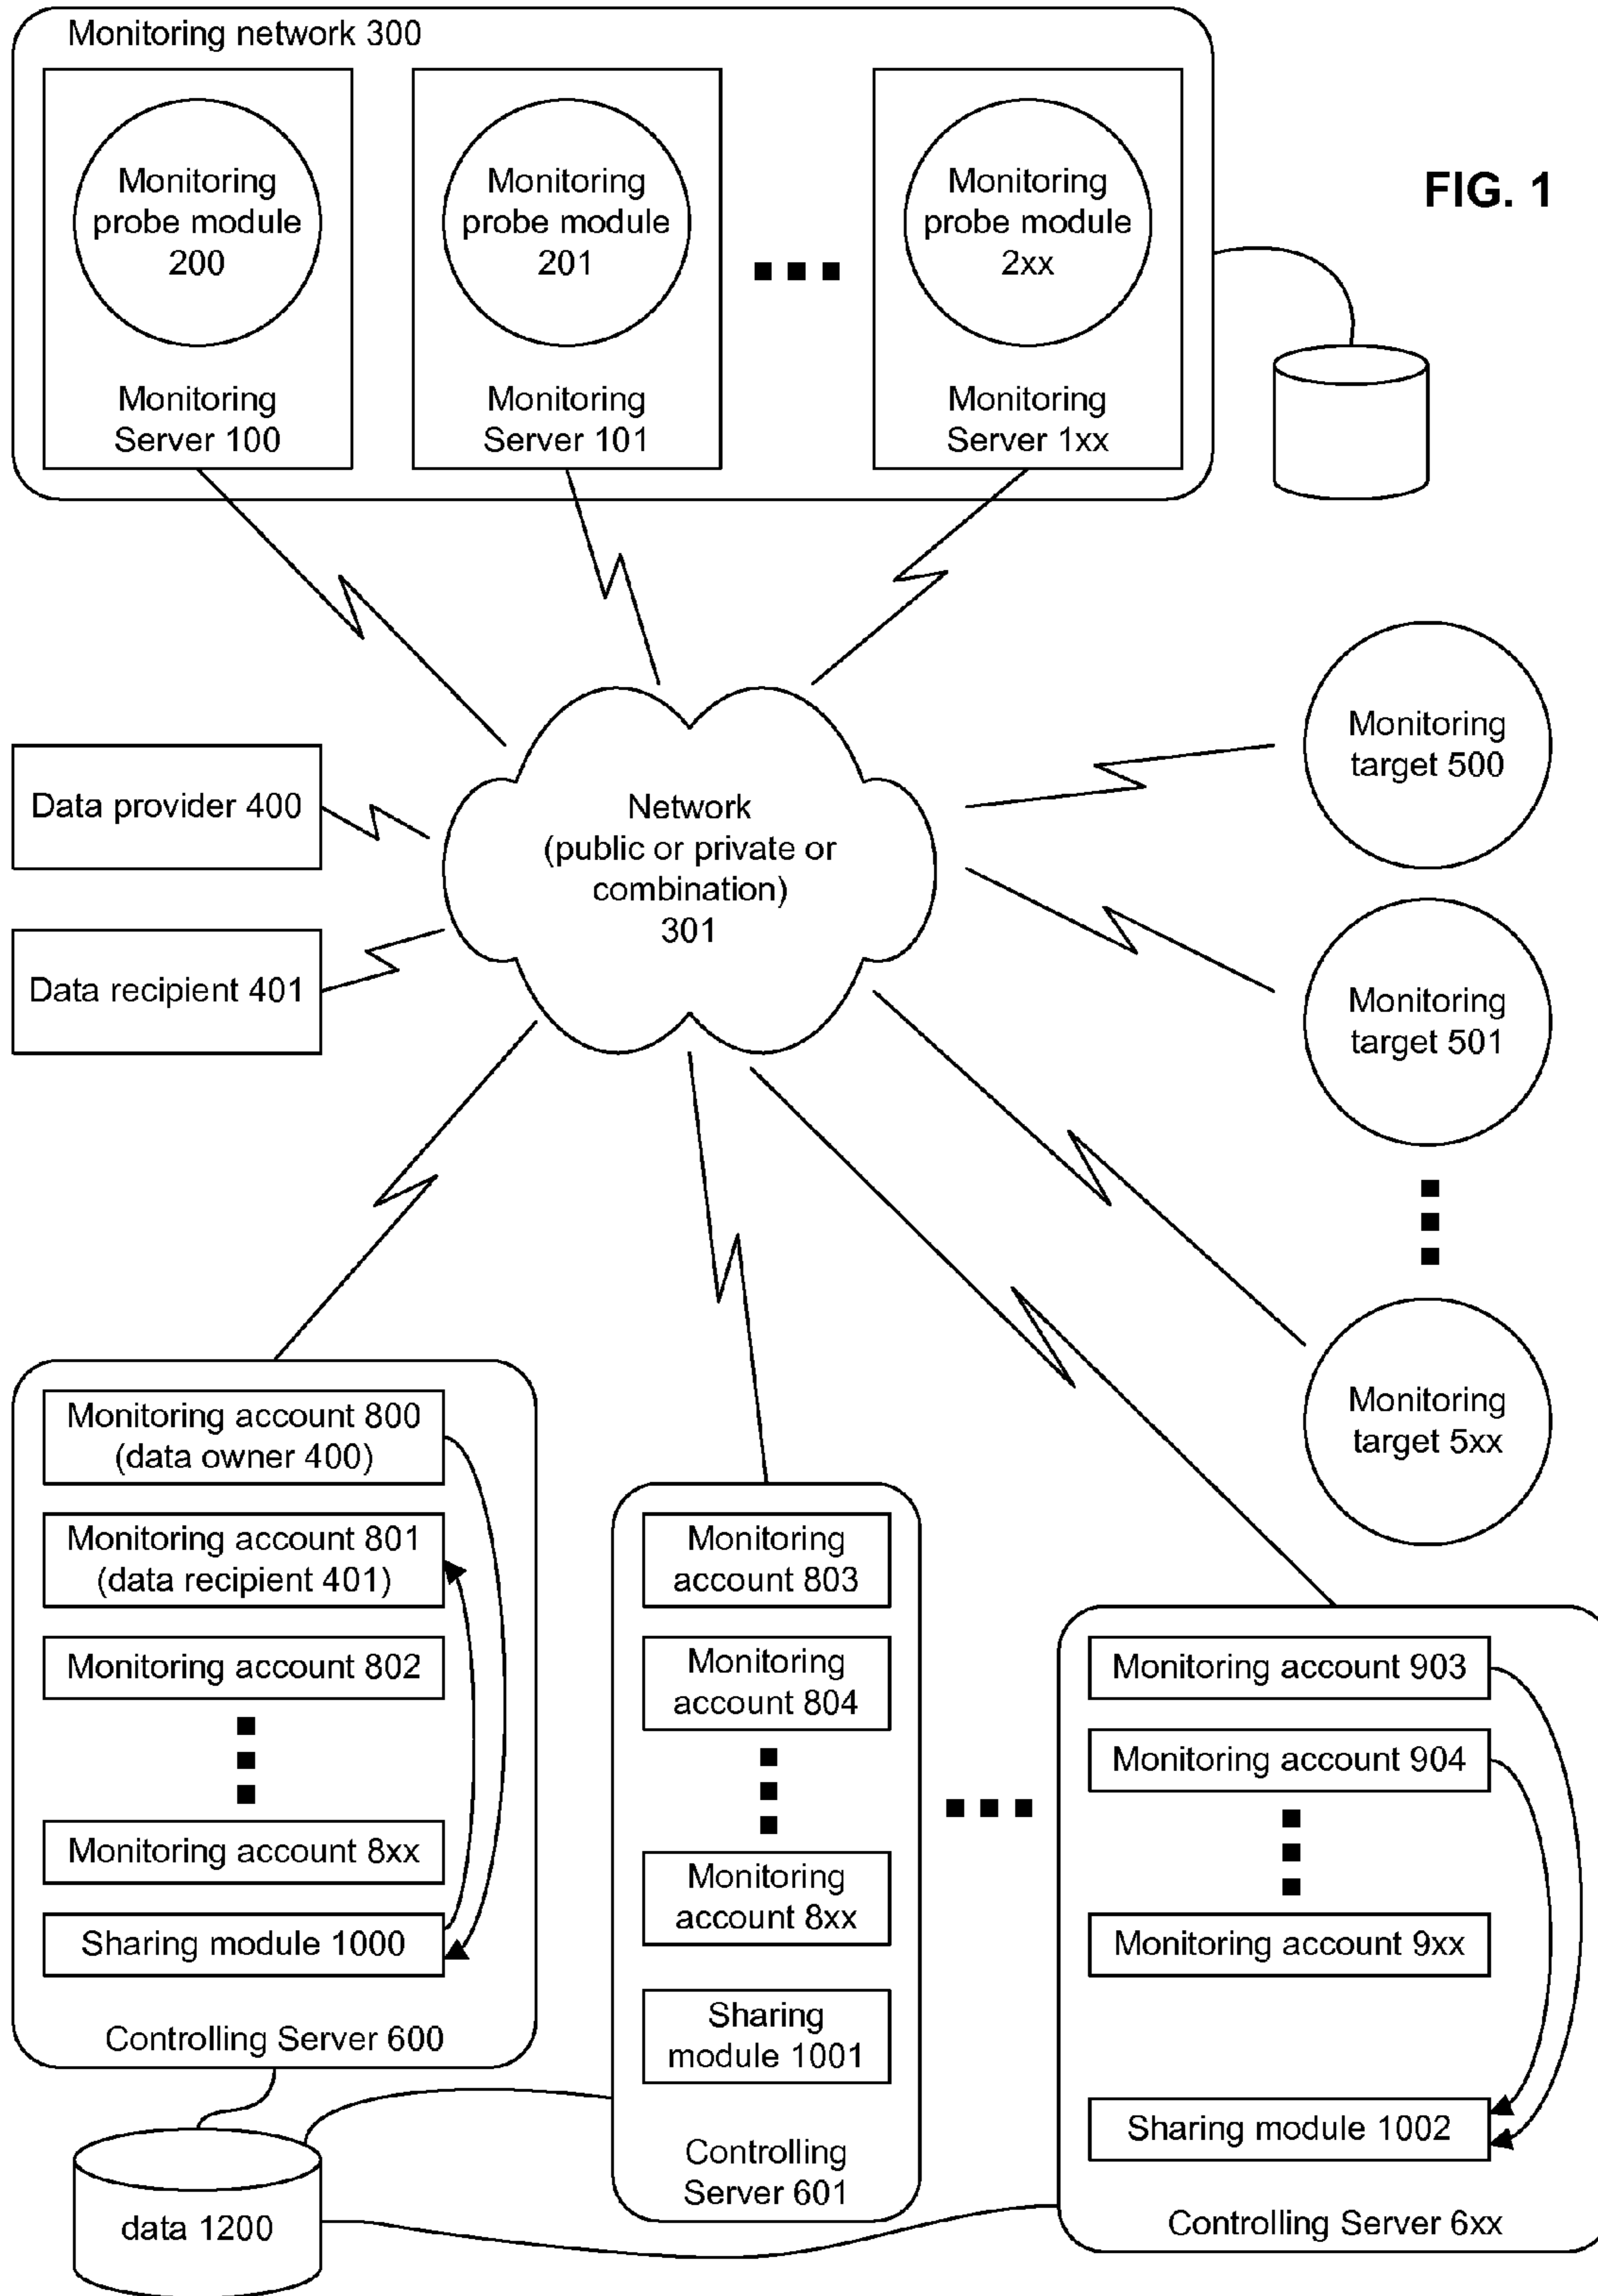 Monitoring network 300
Monitoring
probe module
200
Monitoring
Server 100
Monitoring
probe module
201
Monitoring
Server 101
Monitoring
probe module
2xx
Monitoring
Server 1xx
FIG. 1
Data provider 400
Data recipient 401
Network
(public or private or
combination)
301
Monitoring
target 500
Monitoring
target 501
Monitoring
target 5xx
Monitoring account 800
(data owner 400)
Monitoring account 801
(data recipient 401)
Monitoring account 802
Monitoring account 8xx
Sharing module 1000
Controlling Server 600
Monitoring
account 803
Monitoring
account 804
Monitoring
account 8xx
Sharing
module 1001
Controlling
Server 601
Monitoring account 903
Monitoring account 904
Monitoring account 9xx
Sharing module 1002
Controlling Server 6xx
data 1200